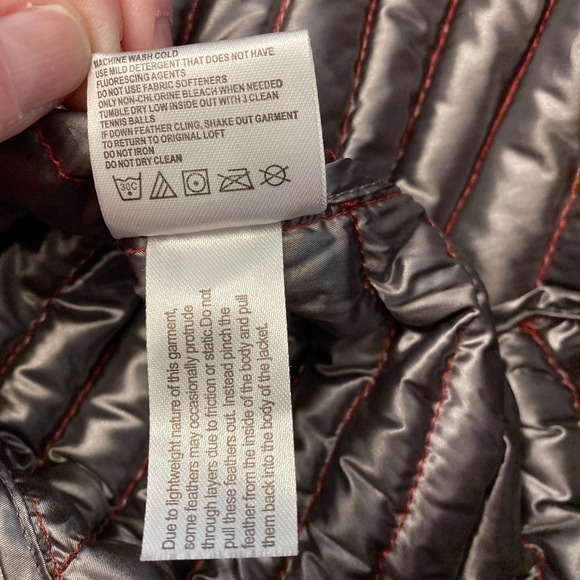 MACHINE WASH COLD
USE MILD DETERGENT THAT DOES NOT HAVE
FLUORESCING AGENTS
DO NOT USE FABRIC SOFTENERS
ONLY NON-CHLORINE BLEACH WHEN NEEDED
TUMBLE DRY LOW INSIDE OUT WITH 3 CLEAN
TENNIS BALLS
IF DOWN FEATHER CLING, SHAKE OUT GARMENT
TO RETURN TO ORIGINAL LOFT
DO NOT IRON
DO NOT DRY CLEAN
30C
Due to lightweight nature of this garment,
some feathers may occasionally protrude
through layers due to friction or static.Do not
pull these feathers out. Instead pinch the
feather from the inside of the body and pull
them back into the body of the jacket.